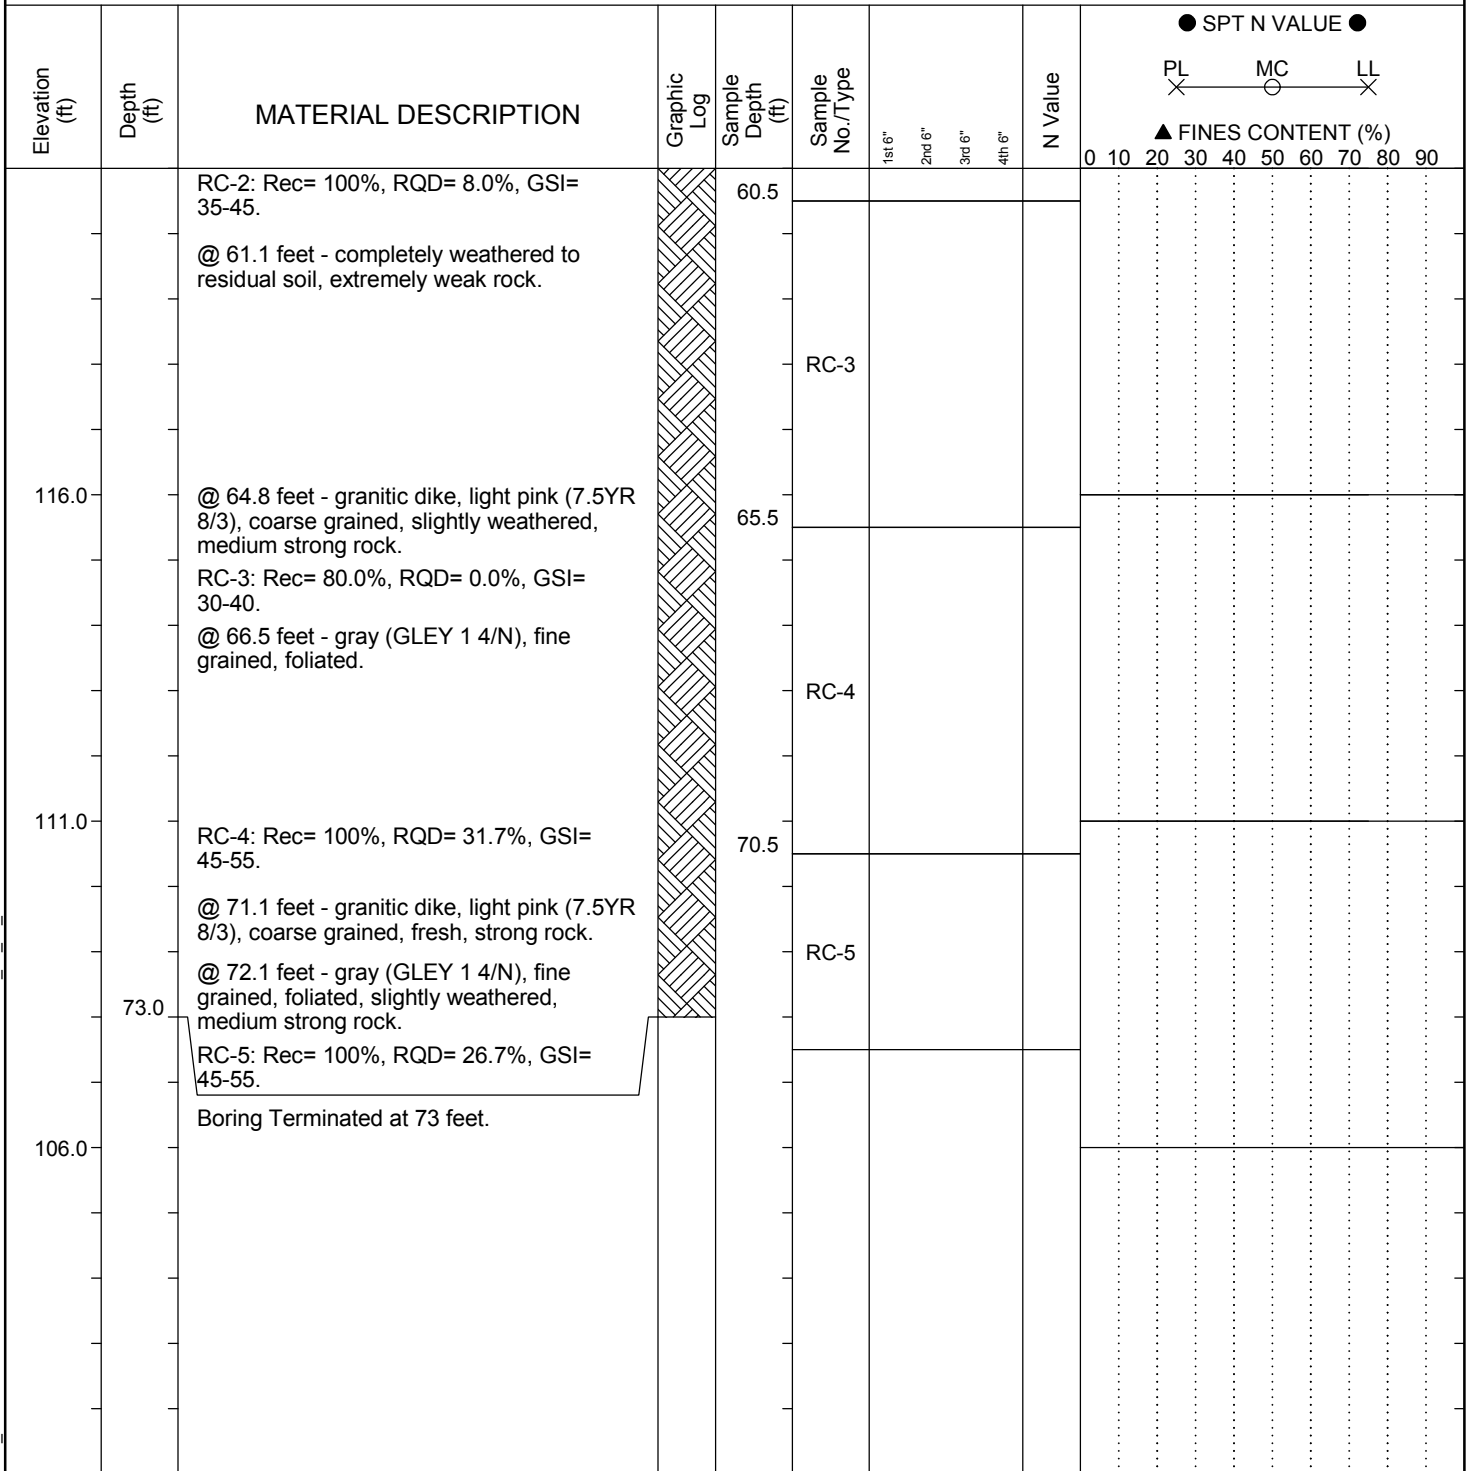 ● SPT N VALUE ●
PL MC LL
▲ FINES CONTENT (%)
0 10 20 30 40 50 60 70 80 90
Elevation
(ft)
Depth
(ft)
MATERIAL DESCRIPTION
Graphic
Log
Sample
Depth
(ft)
Sample
No./Type
1st 6"
2nd 6"
3rd 6"
4th 6"
N Value
RC-2: Rec= 100%, RQD= 8.0%, GSI=
35-45.
60.5
@ 61.1 feet - completely weathered to
residual soil, extremely weak rock.
RC-3
116.0
@ 64.8 feet - granitic dike, light pink (7.5YR
8/3), coarse grained, slightly weathered,
medium strong rock.
65.5
RC-3: Rec= 80.0%, RQD= 0.0%, GSI=
30-40.
@ 66.5 feet - gray (GLEY 1 4/N), fine
grained, foliated.
RC-4
111.0
RC-4: Rec= 100%, RQD= 31.7%, GSI=
45-55.
70.5
@ 71.1 feet - granitic dike, light pink (7.5YR
8/3), coarse grained, fresh, strong rock.
RC-5
@ 72.1 feet - gray (GLEY 1 4/N), fine
grained, foliated, slightly weathered,
medium strong rock.
73.0
RC-5: Rec= 100%, RQD= 26.7%, GSI=
45-55.
Boring Terminated at 73 feet.
106.0